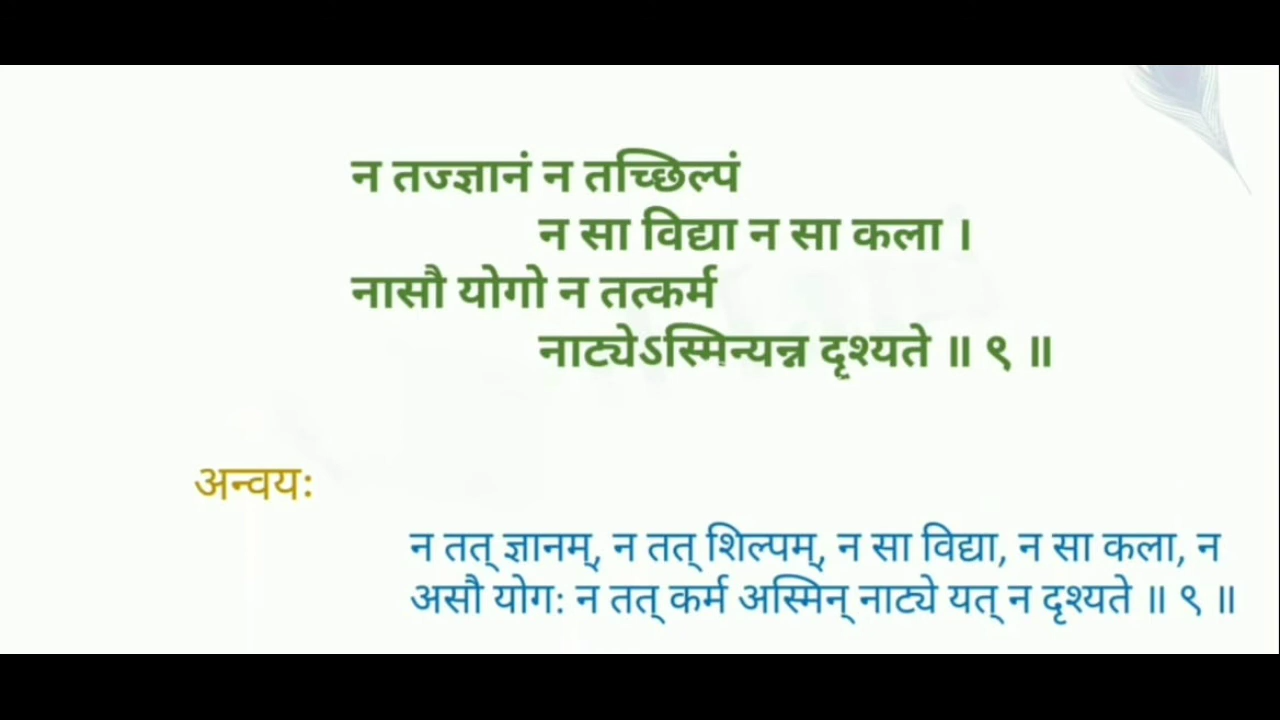 न तज्ज्ञानं न तच्छिल्पं
न सा विद्या न सा कला ।
नासौ योगो न तत्कर्म
नाट्येऽस्मिन्यन्न दृश्यते ॥ ९ ॥
अन्वयः
न तत् ज्ञानम्, न तत् शिल्पम्, न सा विद्या, न सा कला, न
असौ योगः न तत् कर्म अस्मिन् नाट्ये यत् न दृश्यते ॥ ९ ॥